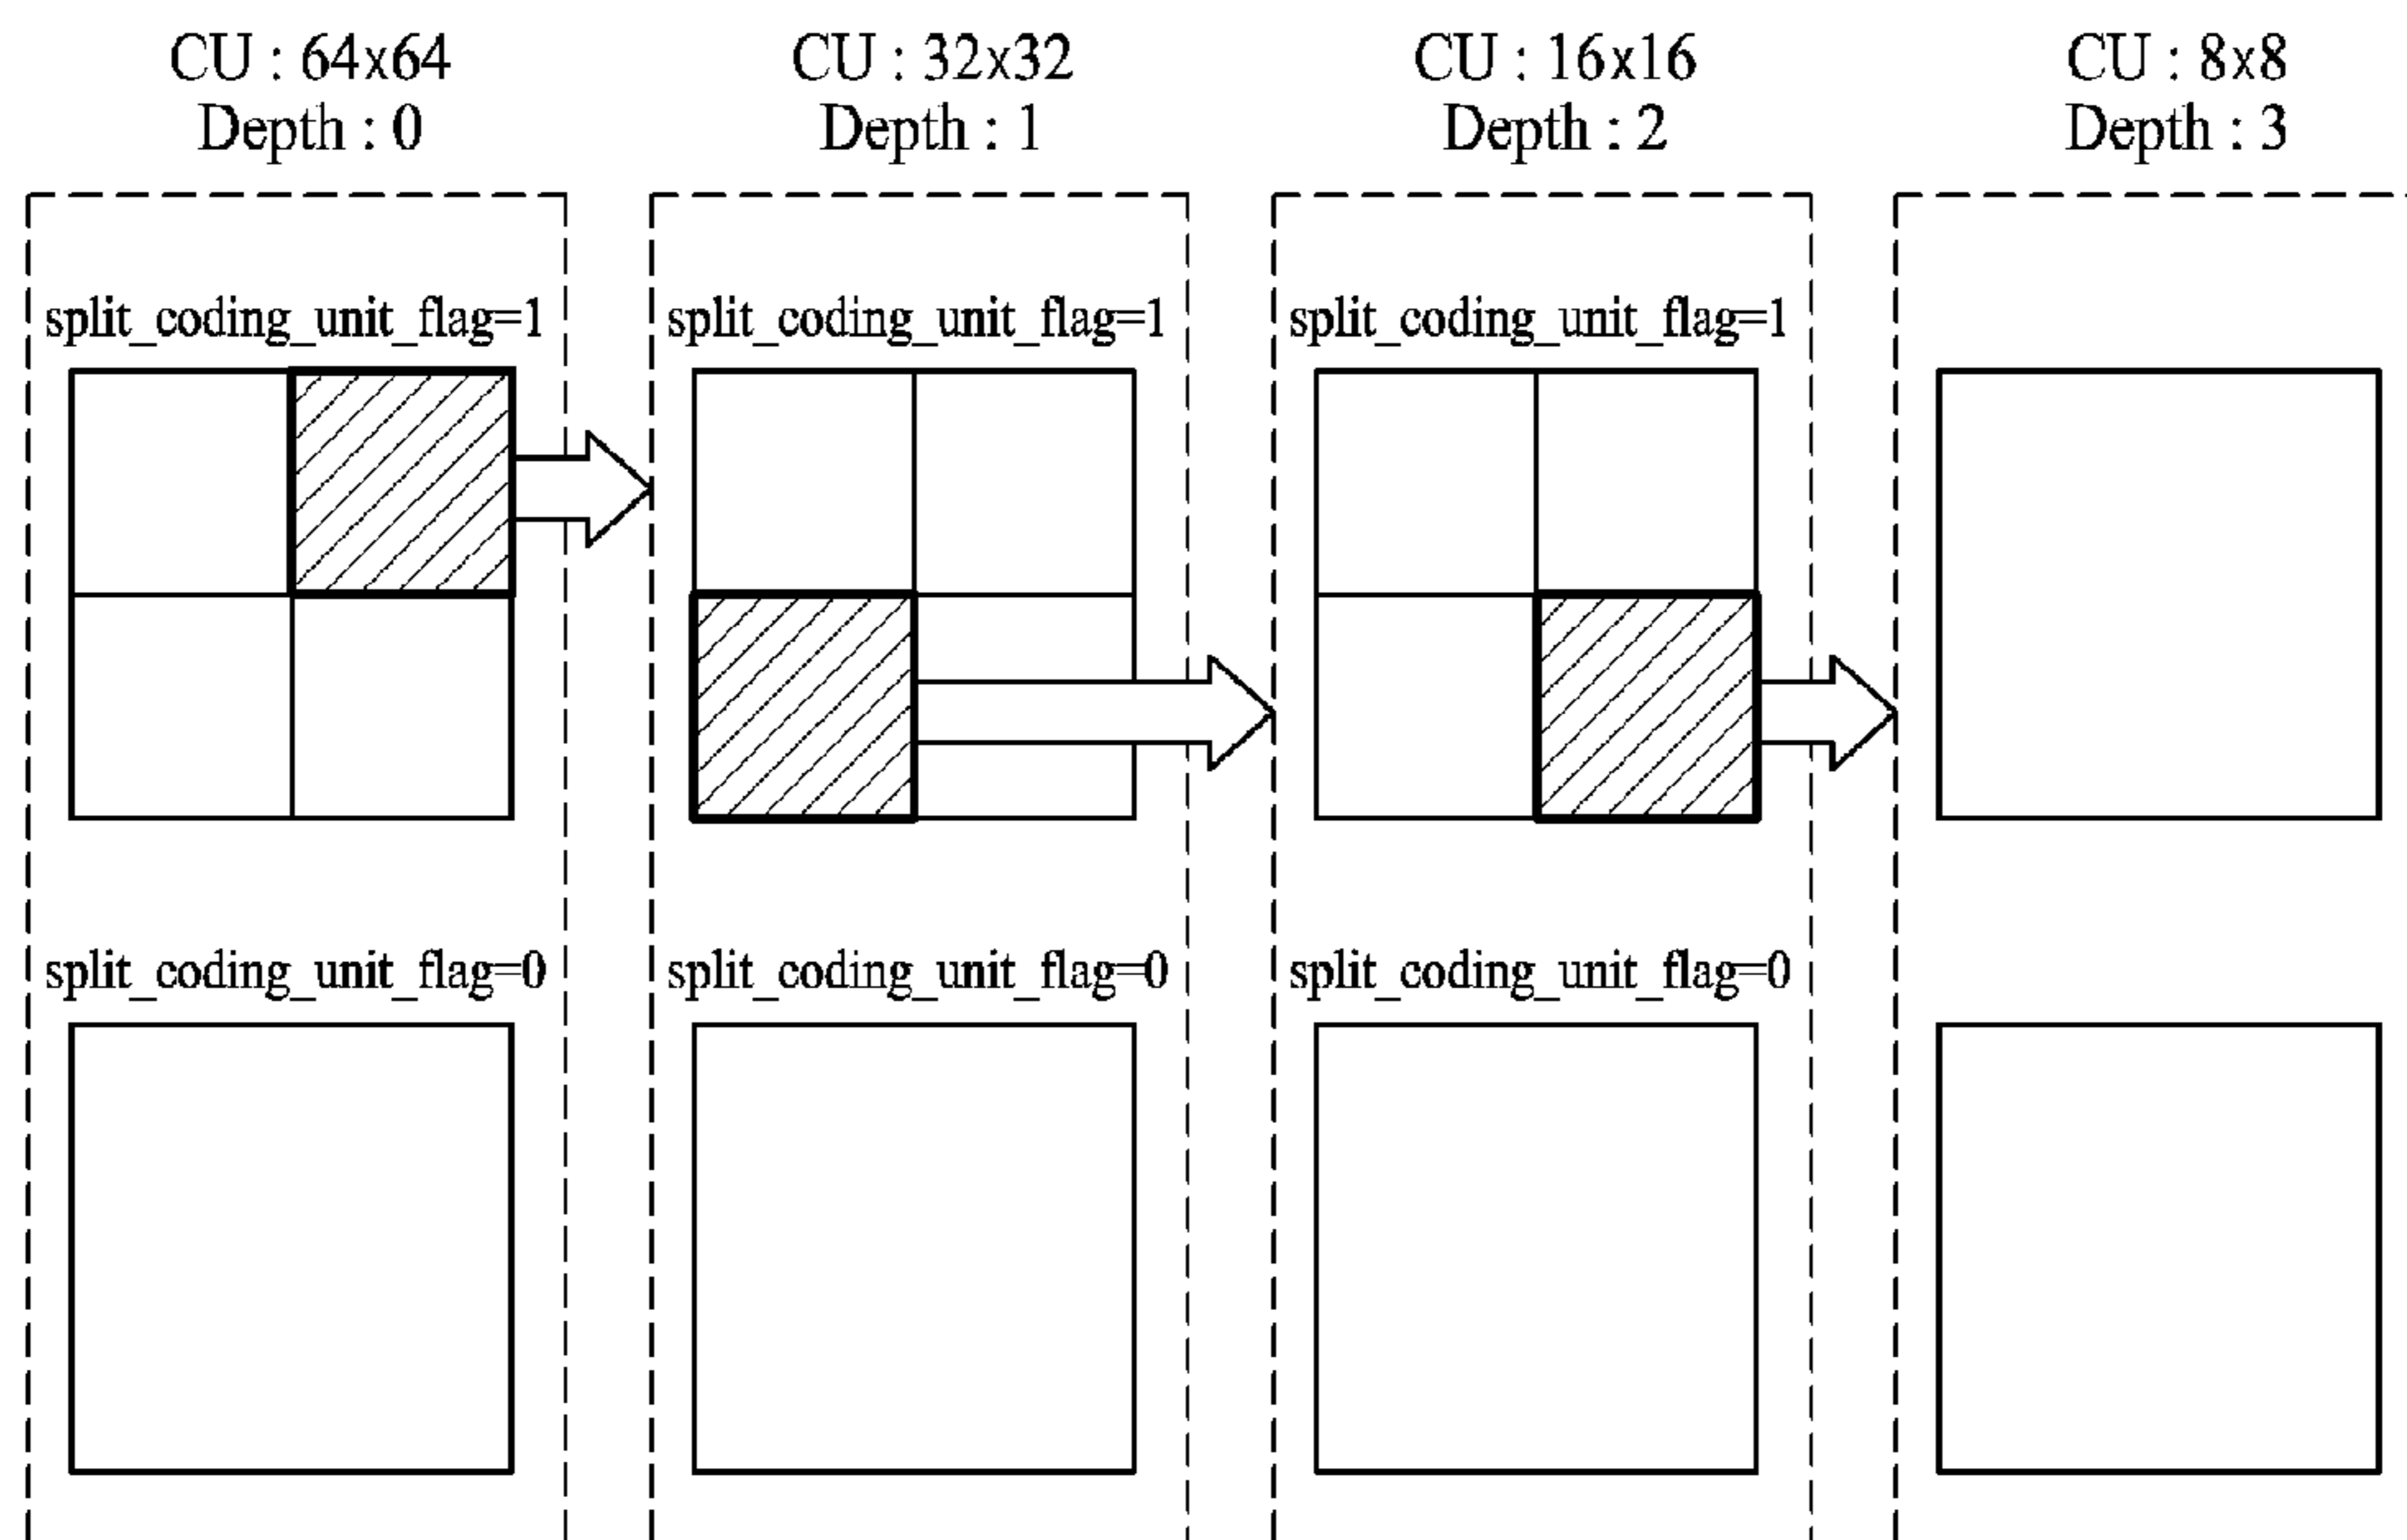 CU : 64x64
Depth : 0
CU : 32x32
Depth : 1
CU : 16x16
Depth : 2
CU : 8x8
Depth : 3
split_coding_unit_flag=1
split_coding_unit_flag=1
split_coding_unit_flag=1
split_coding_unit_flag=0
split_coding_unit_flag=0
split_coding_unit_flag=0